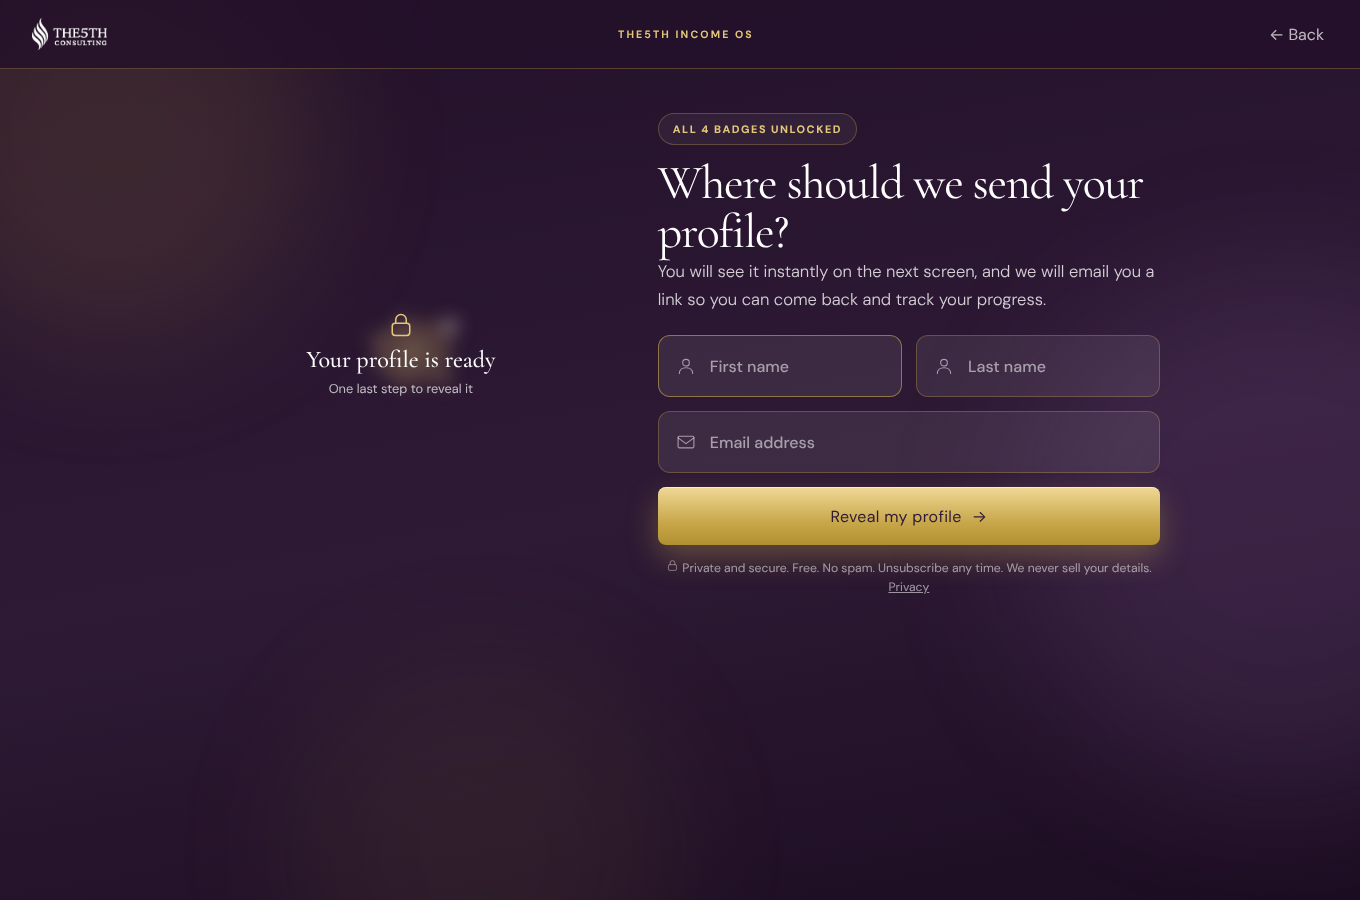 THE5TH
CONSULTING
THE5TH INCOME OS
← Back
ALL 4 BADGES UNLOCKED
Where should we send your
profile?
You will see it instantly on the next screen, and we will email you a
link so you can come back and track your progress.
Your profile is ready
One last step to reveal it
First name
Last name
Email address
Reveal my profile →
Private and secure. Free. No spam. Unsubscribe any time. We never sell your details.
Privacy